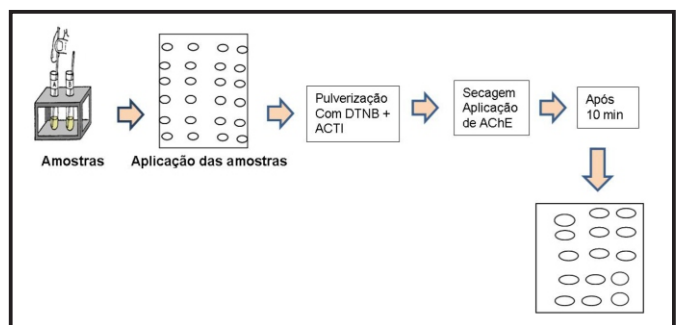 Pulverização
Com DTNB +
ACTI
Secagem
Aplicação
de AChE
Após
10 min
Amostras
Aplicação das amostras